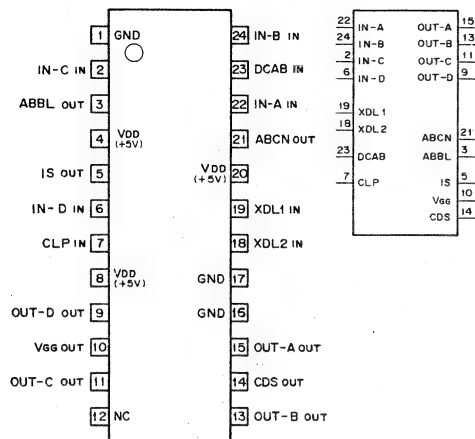 1 GND
IN-C IN 2
ABBL OUT 3
4 VDD (+5V)
IS OUT 5
IN-D IN 6
CLP IN 7
8 VDD (+5V)
OUT-D OUT 9
VGG OUT 10
OUT-C OUT 11
12 NC
24 IN-B IN
23 DCAB IN
22 IN-A IN
21 ABCN OUT
VDD (+5V) 20
19 XDL1 IN
18 XDL2 IN
GND 17
GND 16
15 OUT-A OUT
14 CDS OUT
13 OUT-B OUT
22 IN-A OUT-A 15
24 IN-B OUT-B 13
2 IN-C OUT-C 11
6 IN-D OUT-D 9
19 XDL1
18 XDL2
ABCN 21
23 DCAB ABBL 3
7 CLP IS 5
VGG 10
CDS 14